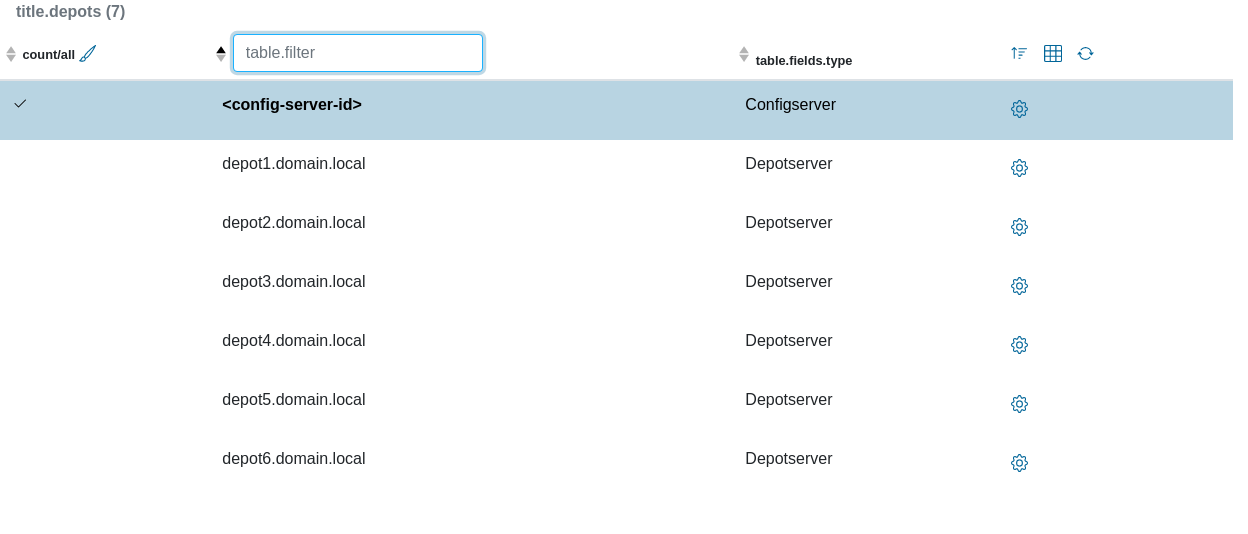 title.depots (7)
count/all table.filter table.fields.type
<config-server-id> Configserver
depot1.domain.local Depotserver
depot2.domain.local Depotserver
depot3.domain.local Depotserver
depot4.domain.local Depotserver
depot5.domain.local Depotserver
depot6.domain.local Depotserver